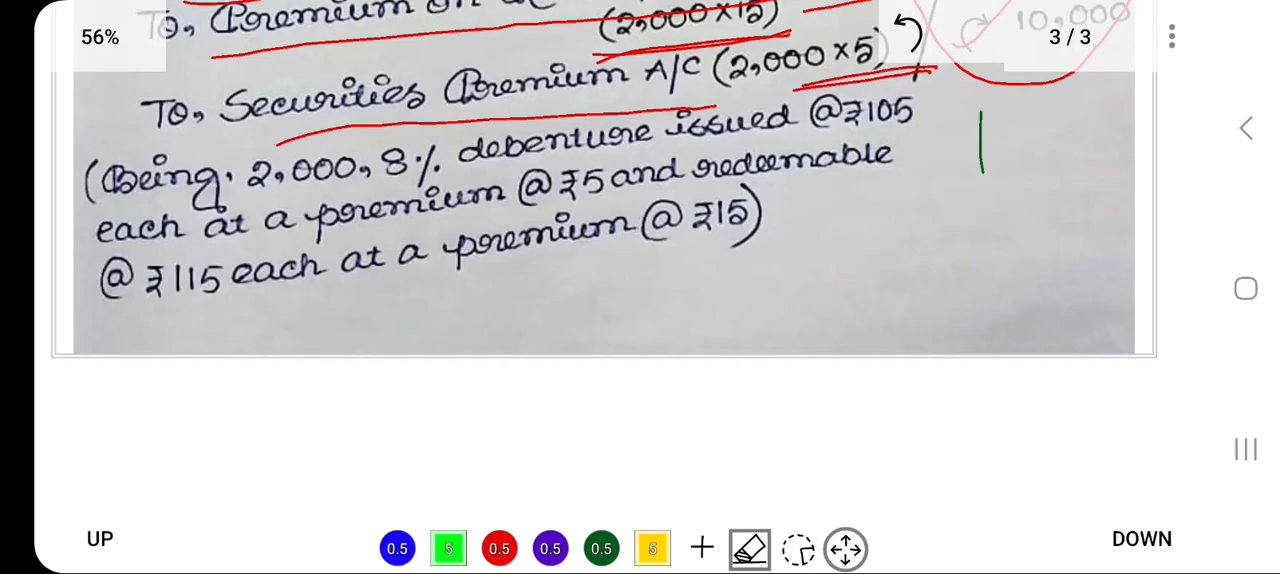 56%
To, Premium on
(2,000×15)
10,000
3 / 3
To, Securities Premium A/C (2,000×5)
(Being, 2,000, 8% debenture issued @₹105
each at a premium @ ₹5 and redeemable
@ ₹115 each at a premium @ ₹15)
UP
0.5 5 0.5 0.5 0.5 5
DOWN